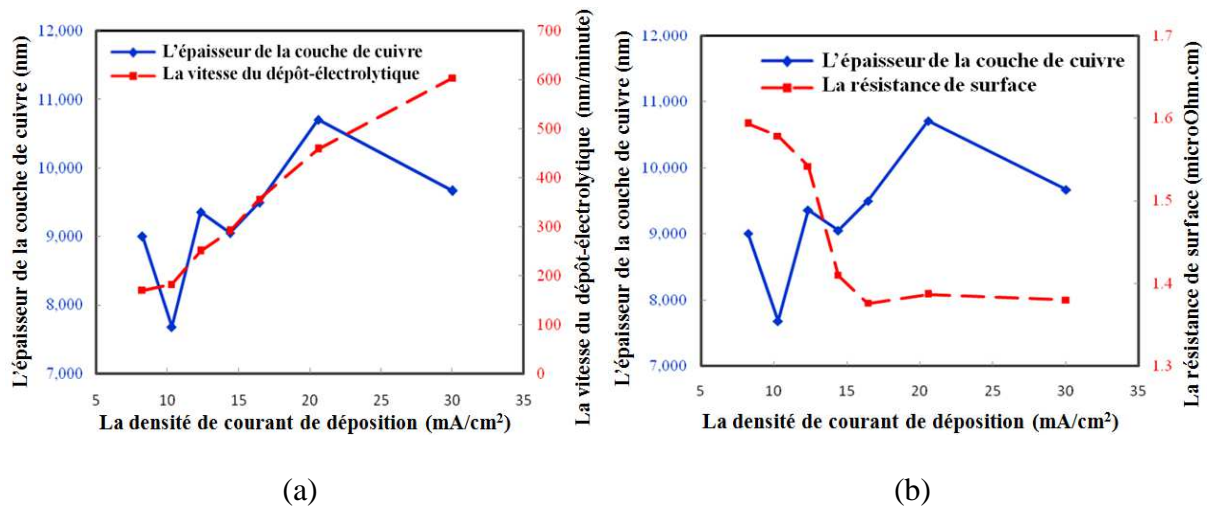 12,000
11,000
10,000
9,000
8,000
7,000
L'épaisseur de la couche de cuivre (nm)
L'épaisseur de la couche de cuivre
La vitesse du dépôt-électrolytique
700
600
500
400
300
200
100
0
La vitesse du dépôt-électrolytique (nm/minute)
5 10 15 20 25 30 35
La densité de courant de déposition (mA/cm²)
(a)
12,000
11,000
10,000
9,000
8,000
7,000
L'épaisseur de la couche de cuivre (nm)
L'épaisseur de la couche de cuivre
La résistance de surface
1.7
1.6
1.5
1.4
1.3
La résistance de surface (microOhm.cm)
5 10 15 20 25 30 35
La densité de courant de déposition (mA/cm²)
(b)